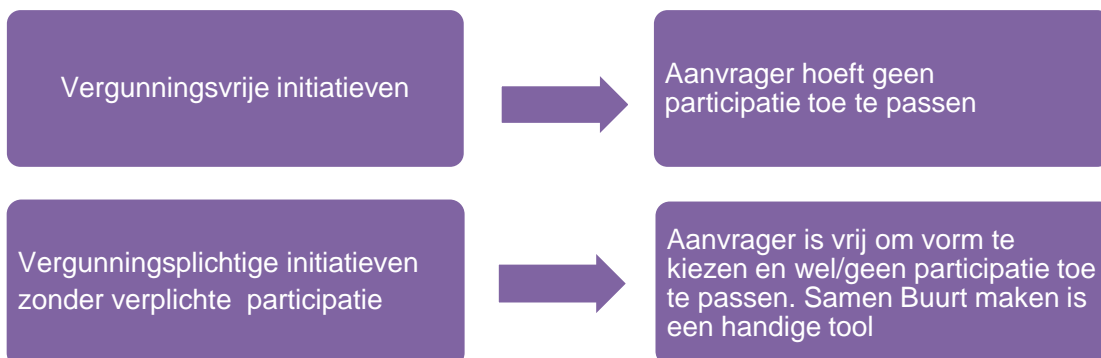 Vergunningsvrije initiatieven
Aanvrager hoeft geen
participatie toe te passen
Vergunningsplichtige initiatieven
zonder verplichte participatie
Aanvrager is vrij om vorm te
kiezen en wel/geen participatie toe
te passen. Samen Buurt maken is
een handige tool